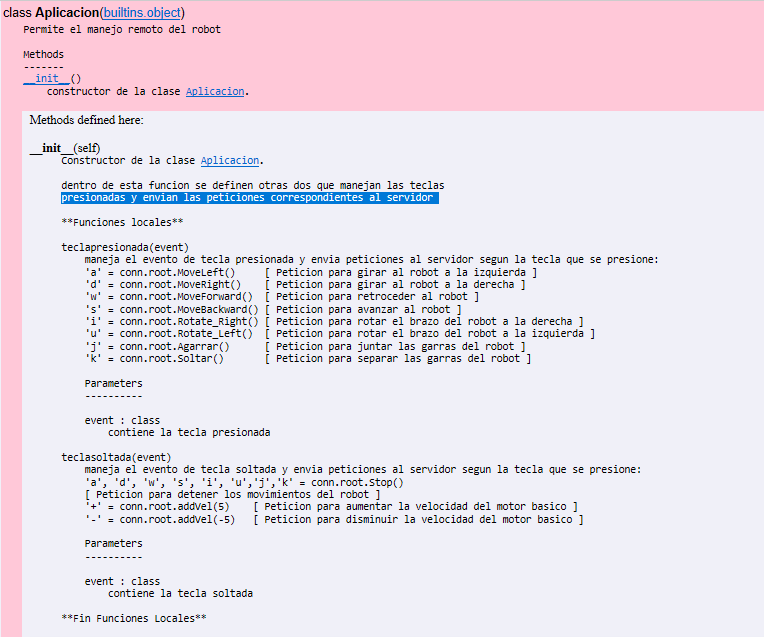 class Aplicacion(builtins.object)
Permite el manejo remoto del robot
Methods
-------
__init__()
constructor de la clase Aplicacion.
Methods defined here:
__init__(self)
Constructor de la clase Aplicacion.
dentro de esta funcion se definen otras dos que manejan las teclas
presionadas y envian las peticiones correspondientes al servidor
**Funciones locales**
teclapresionada(event)
maneja el evento de tecla presionada y envia peticiones al servidor segun la tecla que se presione:
'a' = conn.root.MoveLeft() [ Peticion para girar al robot a la izquierda ]
'd' = conn.root.MoveRight() [ Peticion para girar al robot a la derecha ]
'w' = conn.root.MoveForward() [ Peticion para retroceder al robot ]
's' = conn.root.MoveBackward() [ Peticion para avanzar al robot ]
'i' = conn.root.Rotate_Right() [ Peticion para rotar el brazo del robot a la derecha ]
'u' = conn.root.Rotate_Left() [ Peticion para rotar el brazo del robot a la izquierda ]
'j' = conn.root.Agarrar() [ Peticion para juntar las garras del robot ]
'k' = conn.root.Soltar() [ Peticion para separar las garras del robot ]
Parameters
----------
event : class
contiene la tecla presionada
teclasoltada(event)
maneja el evento de tecla soltada y envia peticiones al servidor segun la tecla que se presione:
'a', 'd', 'w', 's', 'i', 'u','j','k' = conn.root.Stop()
[ Peticion para detener los movimientos del robot ]
'+' = conn.root.addVel(5) [ Peticion para aumentar la velocidad del motor basico ]
'-' = conn.root.addVel(-5) [ Peticion para disminuir la velocidad del motor basico ]
Parameters
----------
event : class
contiene la tecla soltada
**Fin Funciones Locales**